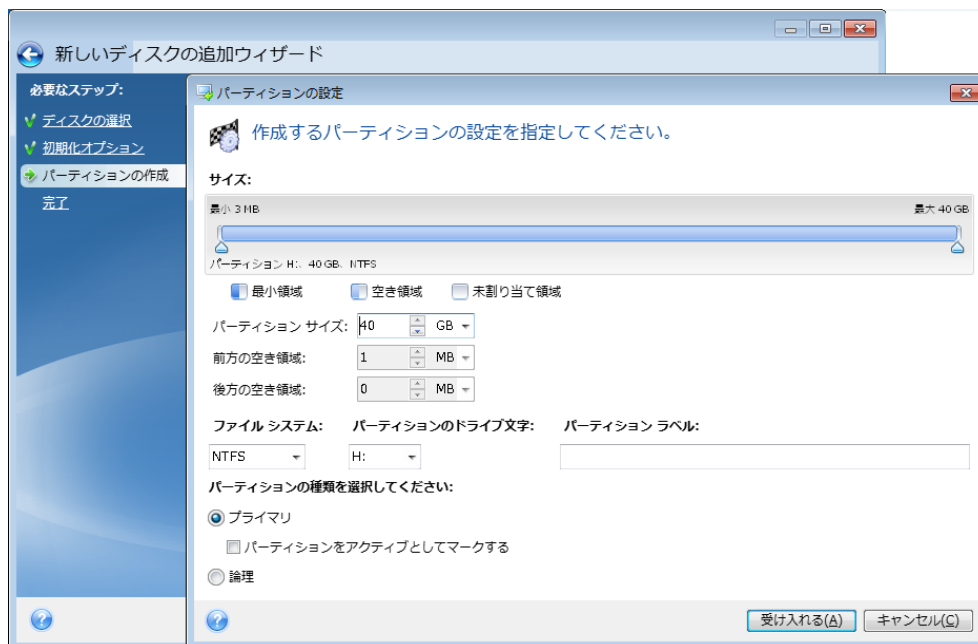 新しいディスクの追加ウィザード
必要なステップ:
ディスクの選択
初期化オプション
パーティションの作成
完了
パーティションの設定
作成するパーティションの設定を指定してください。
サイズ:
最小 3 MB
最大 40 GB
パーティション H:、40 GB、NTFS
最小領域 空き領域 未割り当て領域
パーティション サイズ: 40 GB
前方の空き領域: 1 MB
後方の空き領域: 0 MB
ファイル システム: パーティションのドライブ文字: パーティション ラベル:
NTFS H:
パーティションの種類を選択してください:
プライマリ
パーティションをアクティブとしてマークする
論理
受け入れる(A) キャンセル(C)